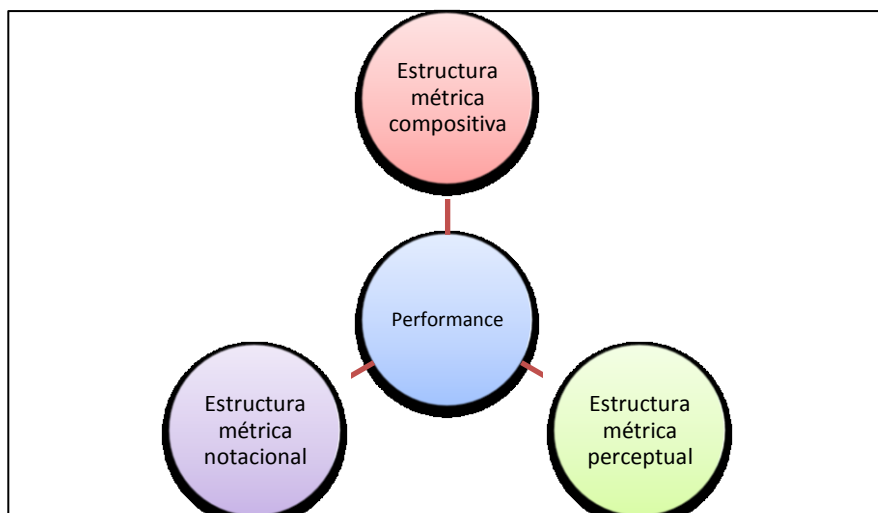 Estructura
métrica
compositiva
Performance
Estructura
métrica
notacional
Estructura
métrica
perceptual